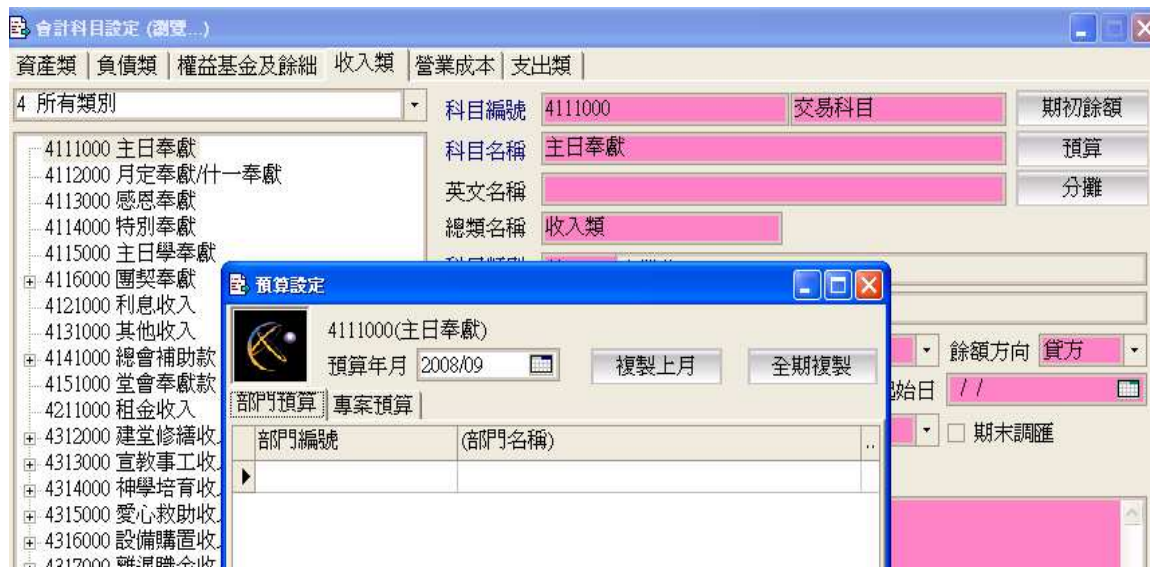 會計科目設定 (瀏覽...)
資產類 負債類 權益基金及餘絀 收入類 營業成本 支出類
4 所有類別
4111000 主日奉獻
4112000 月定奉獻/什一奉獻
4113000 感恩奉獻
4114000 特別奉獻
4115000 主日學奉獻
4116000 團契奉獻
4121000 利息收入
4131000 其他收入
4141000 總會補助款
4151000 堂會奉獻款
4211000 租金收入
4312000 建堂修繕收
4313000 宣教事工收
4314000 神學培育收
4315000 愛心救助收
4316000 設備購置收
4317000
科目編號 4111000 交易科目 期初餘額
科目名稱 主日奉獻 預算
英文名稱 分攤
總類名稱 收入類
餘額方向 貸方
始日 / /
期末調匯
預算設定
4111000(主日奉獻)
預算年月 2008/09 複製上月 全期複製
部門預算 專案預算
部門編號 (部門名稱) ..